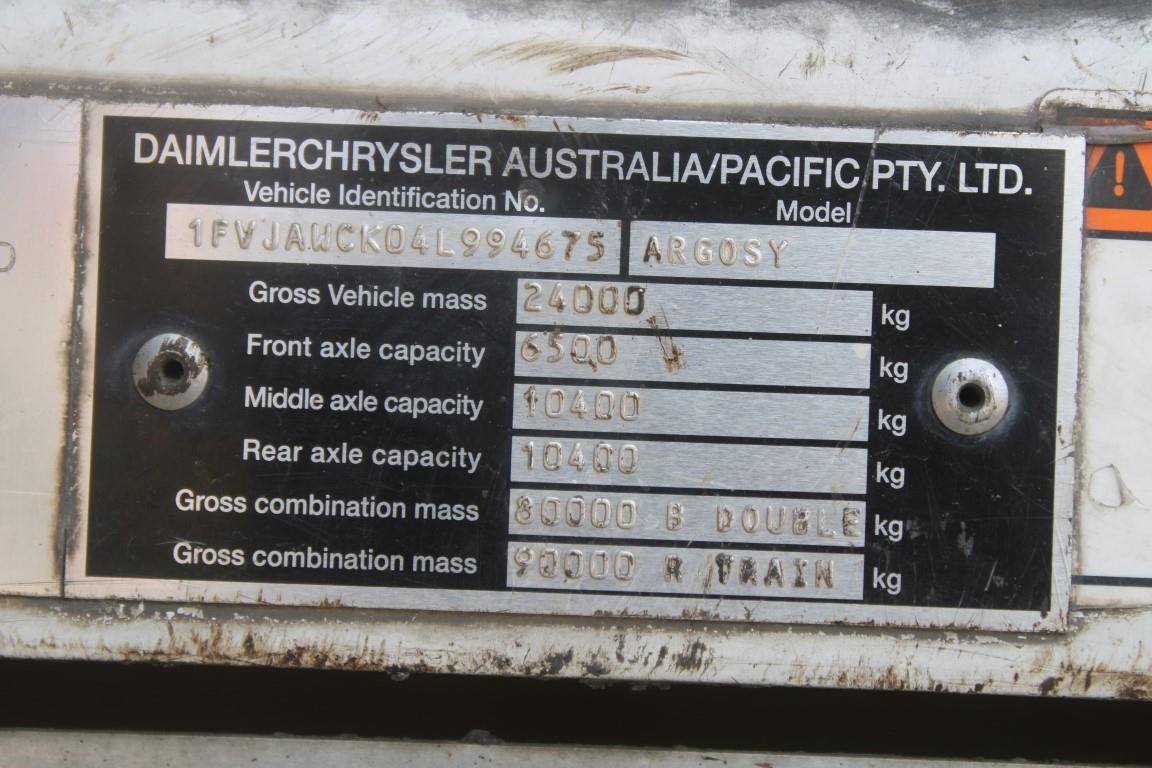 DAIMLERCHRYSLER AUSTRALIA/PACIFIC PTY. LTD.
Vehicle Identification No. Model
1FVJAWCK04L994675 ARGOSY
Gross Vehicle mass 24000 kg
Front axle capacity 6500 kg
Middle axle capacity 10400 kg
Rear axle capacity 10400 kg
Gross combination mass 80000 B DOUBLE kg
Gross combination mass 90000 R TRAIN kg